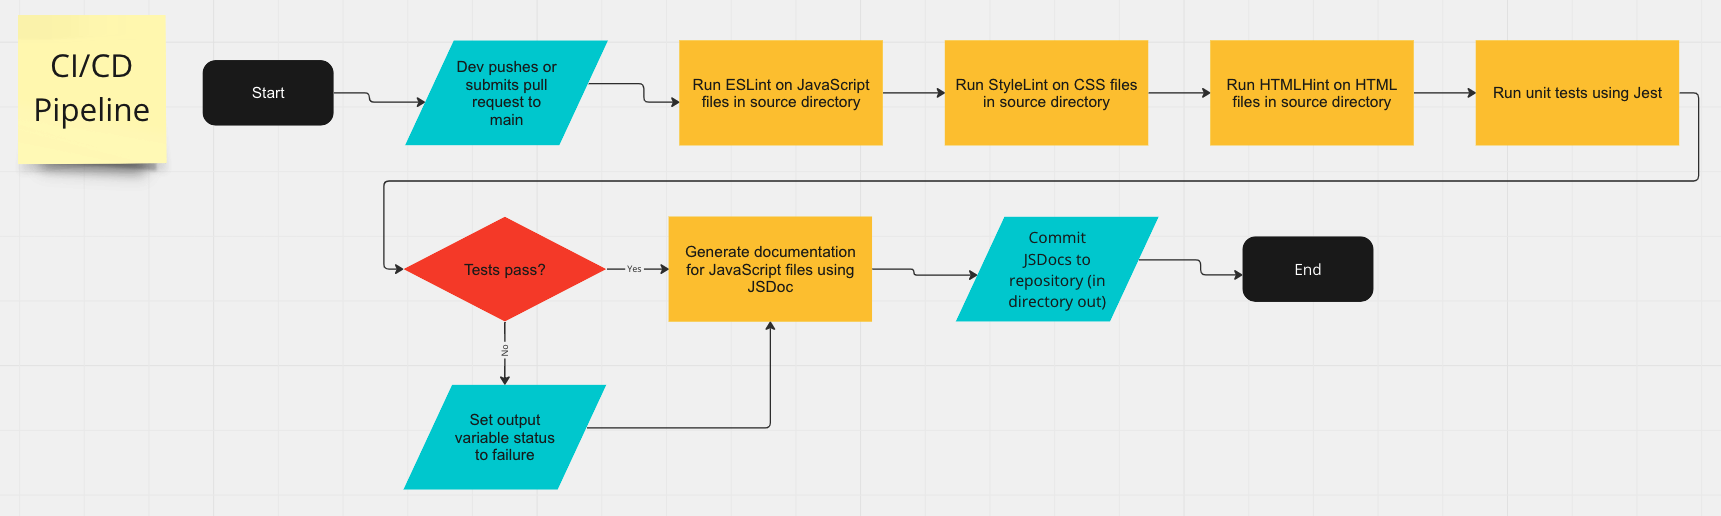 CI/CD
Pipeline
Start
Dev pushes or
submits pull
request to
main
Run ESLint on JavaScript
files in source directory
Run StyleLint on CSS files
in source directory
Run HTMLHint on HTML
files in source directory
Run unit tests using Jest
Tests pass?
Yes
Generate documentation
for JavaScript files using
JSDoc
Commit
JSDocs to
repository (in
directory out)
End
No
Set output
variable status
to failure